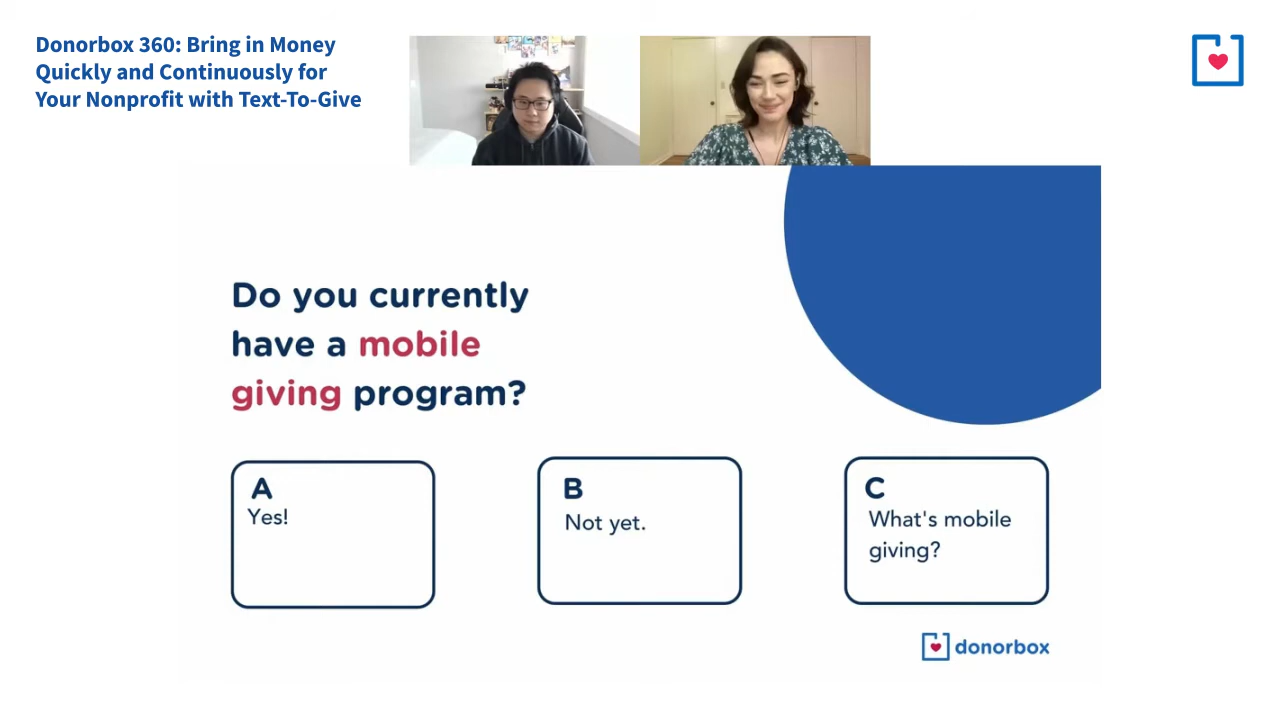 Donorbox 360: Bring in Money
Quickly and Continuously for
Your Nonprofit with Text-To-Give
Do you currently
have a mobile
giving program?
A
Yes!
B
Not yet.
C
What's mobile
giving?
donorbox